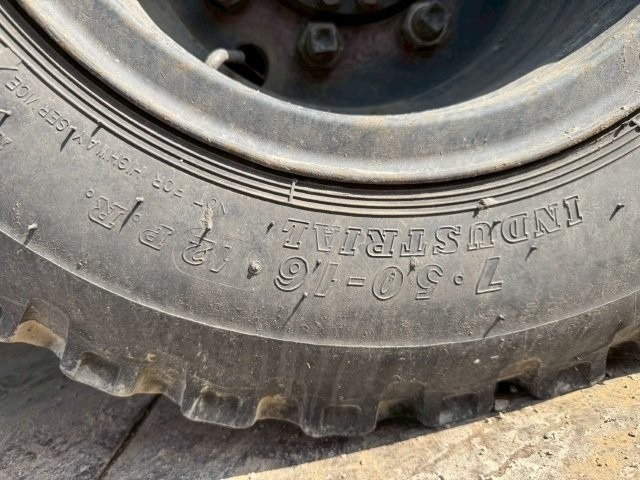 7·50-16 12 P.R.
INDUSTRIAL
NOT FOR HIGHWAY SERVICE